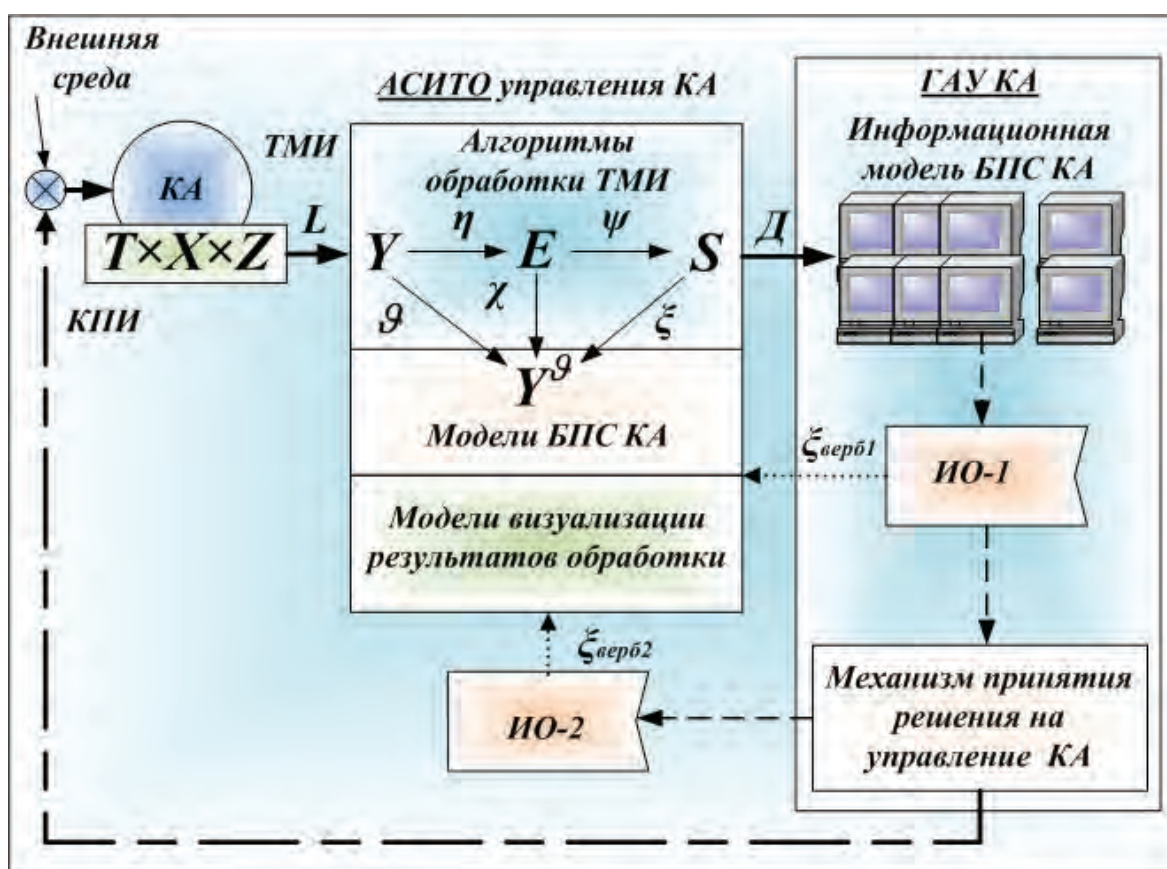 Внешняя
среда
КА
T×X×Z
ТМИ
L
КПИ
АСИТО управления КА
Алгоритмы
обработки ТМИ
Y η E ψ S
ϑ χ ξ
Yϑ
Модели БПС КА
Модели визуализации
результатов обработки
Д
ГАУ КА
Информационная
модель БПС КА
ξверб1
ИО-1
ξверб2
ИО-2
Механизм принятия
решения на
управление КА